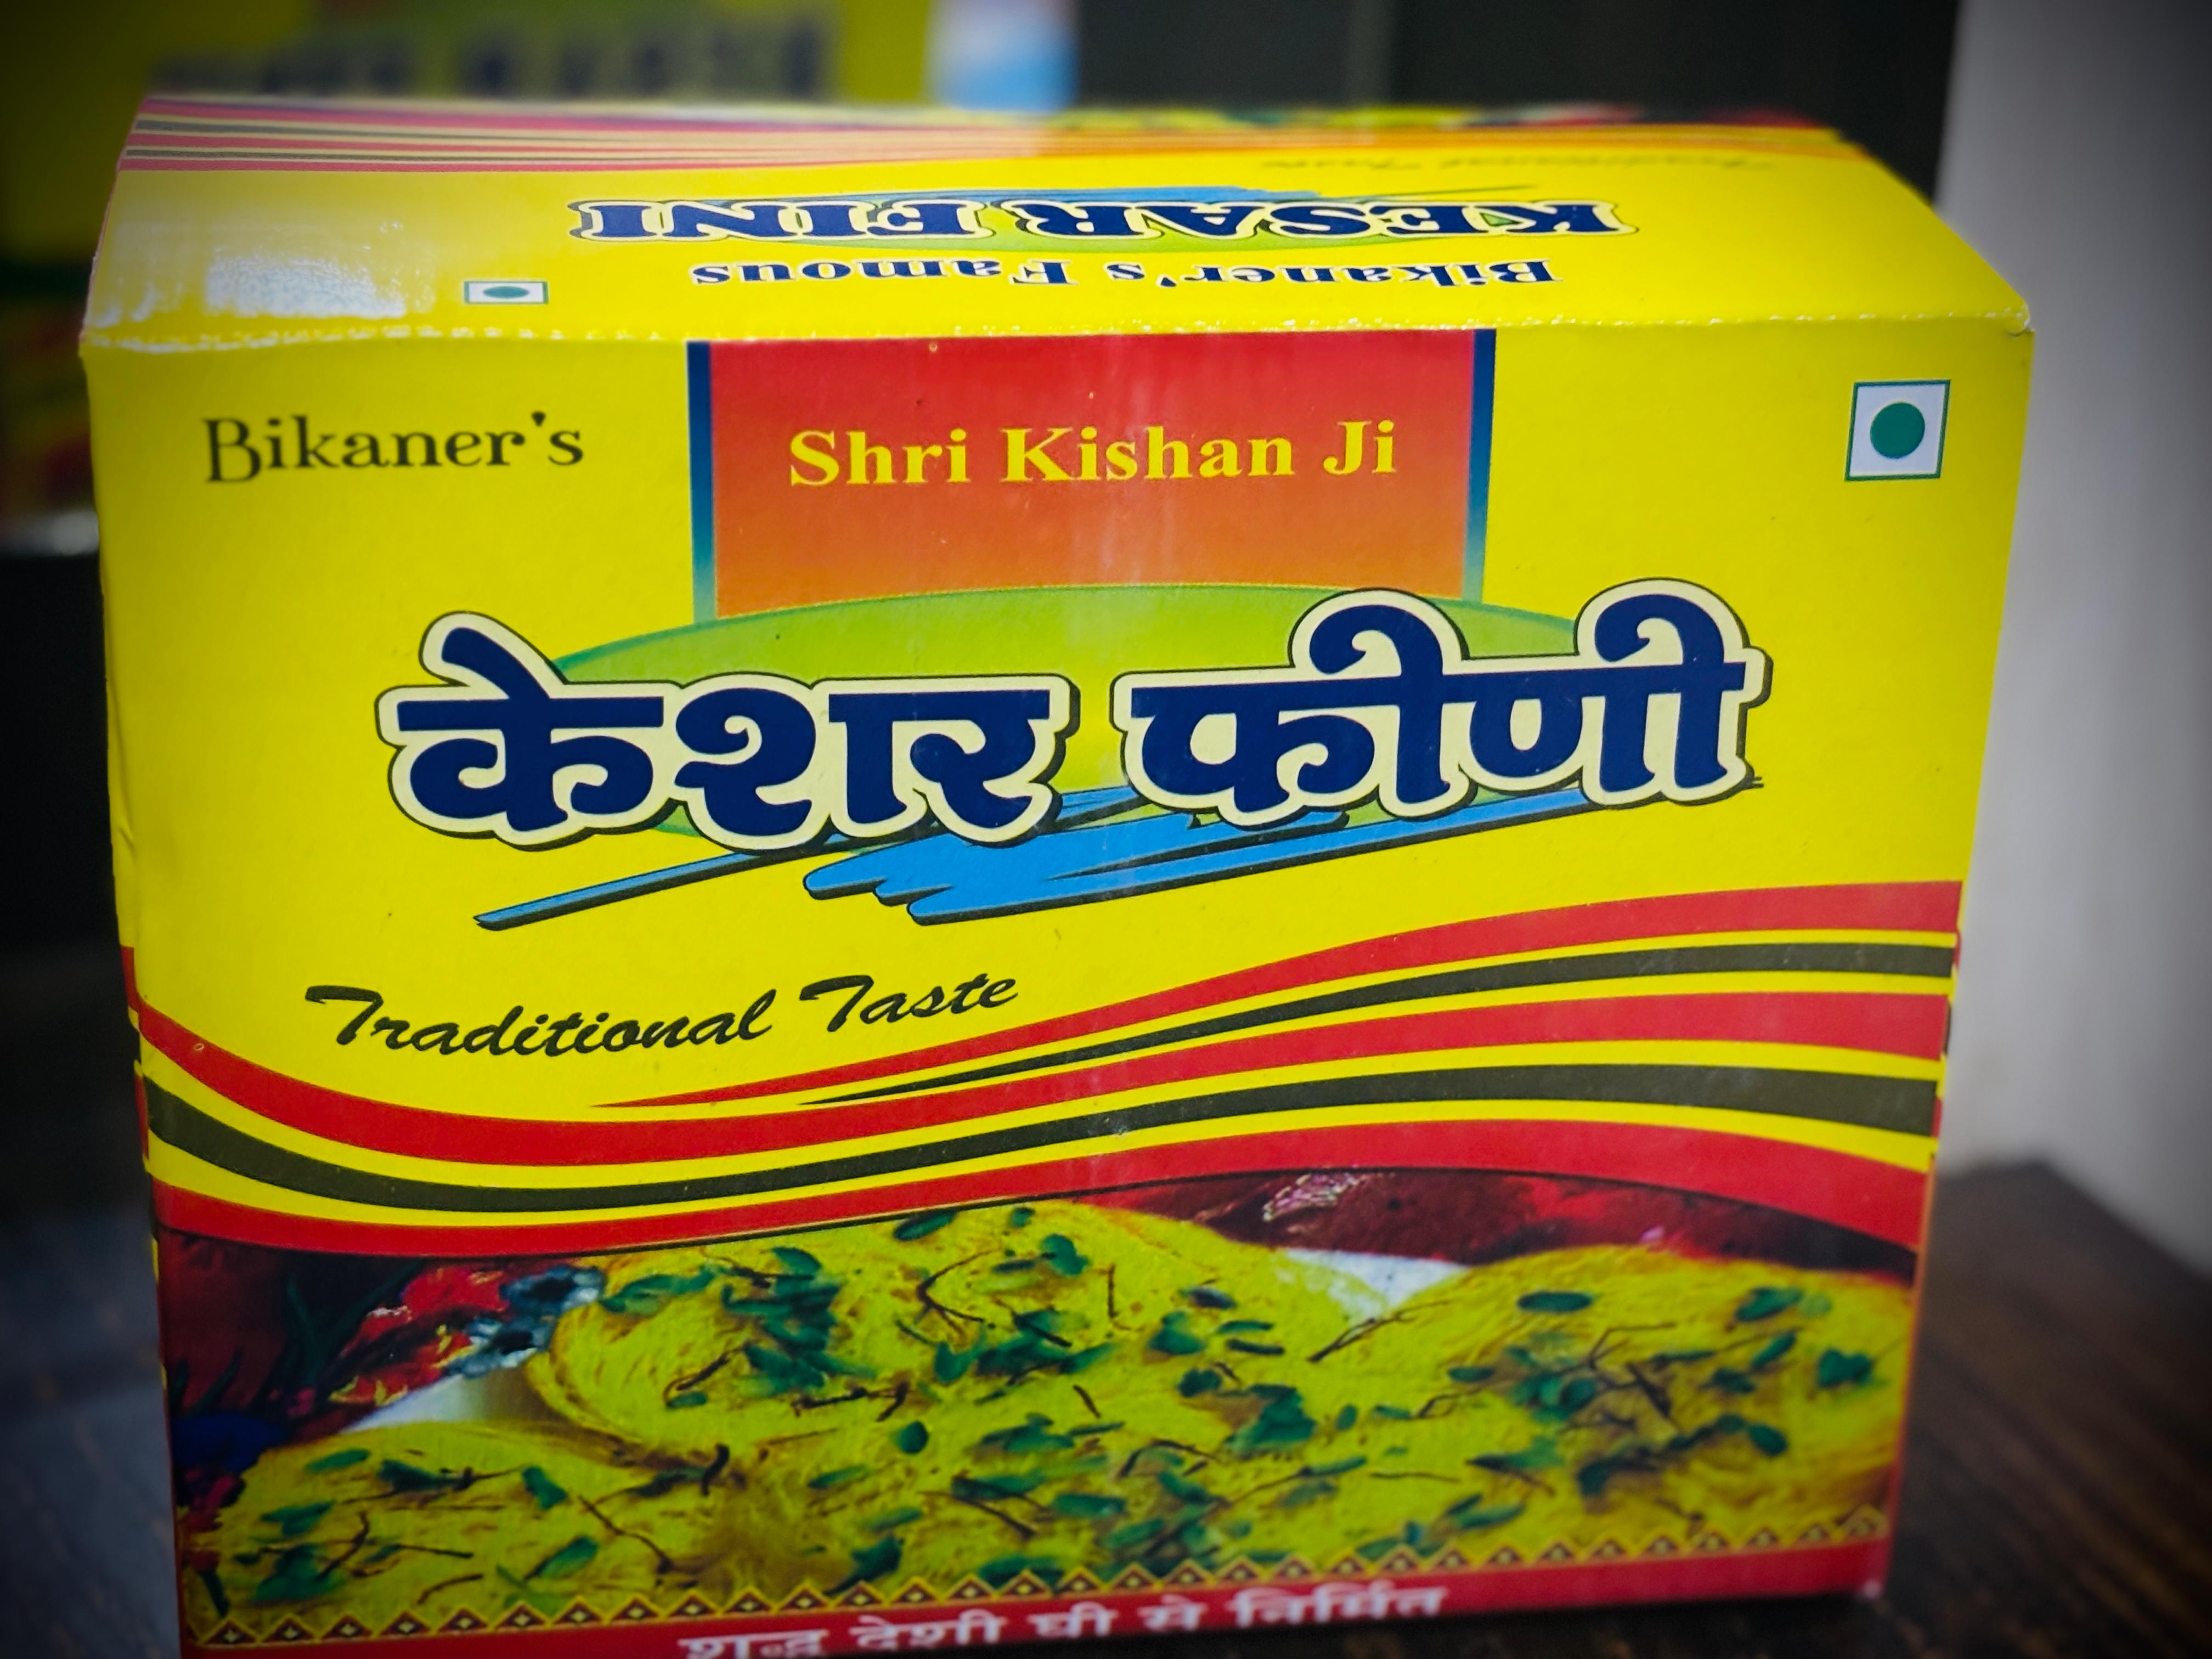 KESAR FINI
Bikaner's Famous
Bikaner's
Shri Kishan Ji
केशर फीणी
Traditional Taste
शुद्ध देशी घी से निर्मित